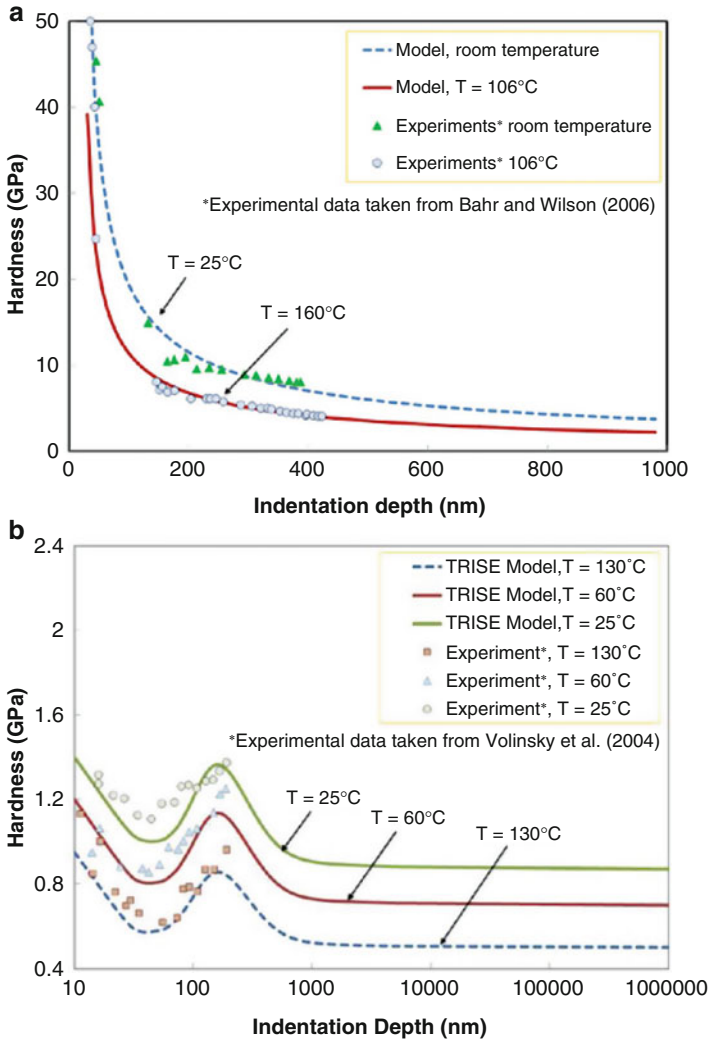 a
50
40
30
20
10
0
Hardness (GPa)
Model, room temperature
Model, T = 106°C
Experiments* room temperature
Experiments* 106°C
*Experimental data taken from Bahr and Wilson (2006)
T = 25°C
T = 160°C
0 200 400 600 800 1000
Indentation depth (nm)
b
2.4
2
1.6
1.2
0.8
0.4
Hardness (GPa)
TRISE Model,T = 130°C
TRISE Model,T = 60°C
TRISE Model,T = 25°C
Experiment*, T = 130°C
Experiment*, T = 60°C
Experiment*, T = 25°C
*Experimental data taken from Volinsky et al. (2004)
T = 25°C
T = 60°C
T = 130°C
10 100 1000 10000 100000 1000000
Indentation Depth (nm)